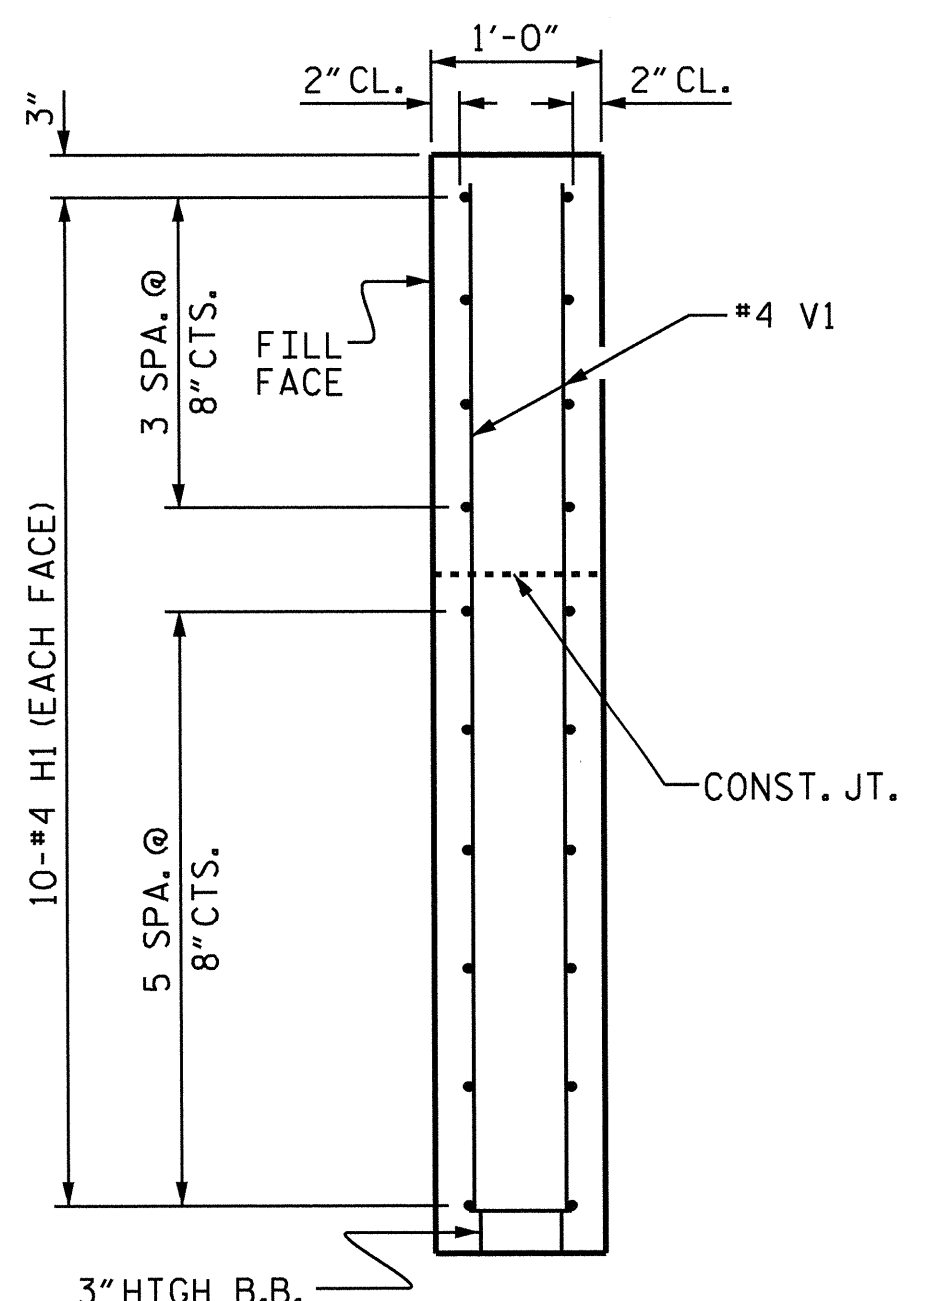 1'-0"
2" CL.
2" CL.
3"
3 SPA. @
8" CTS.
FILL
FACE
#4 V1
10-#4 H1 (EACH FACE)
CONST. JT.
5 SPA. @
8" CTS.
3" HIGH B.B.